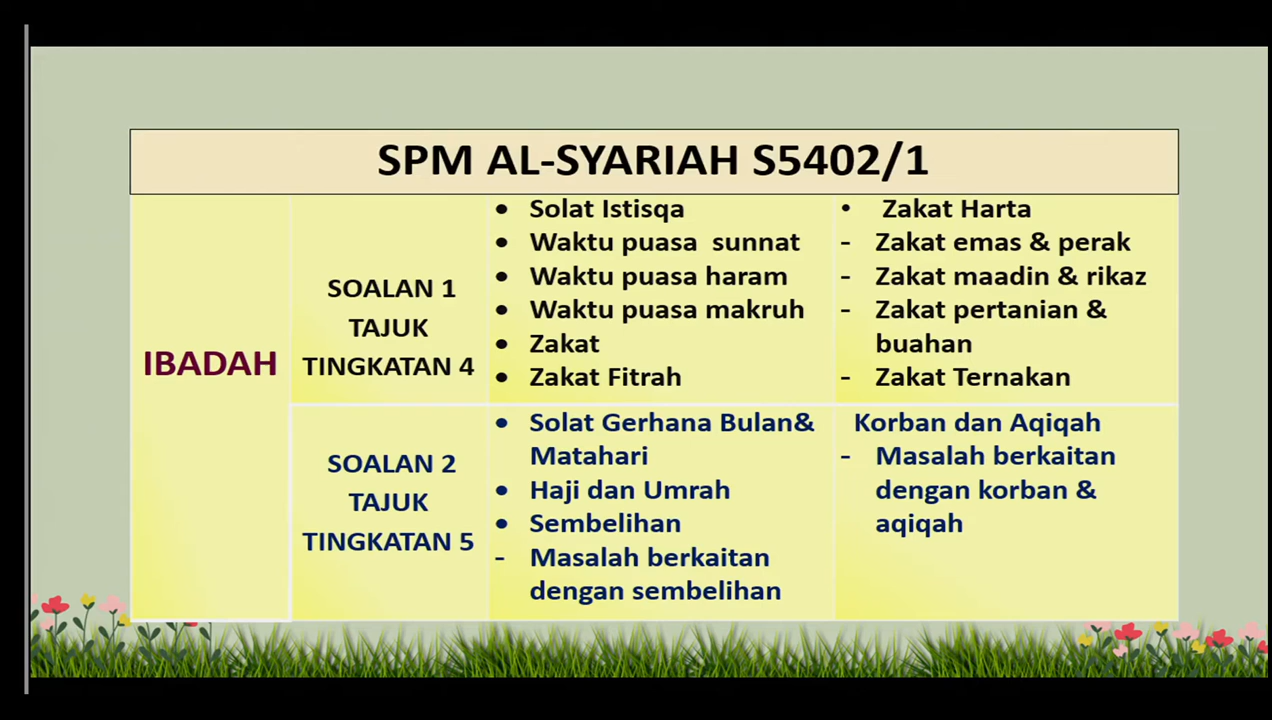 SPM AL-SYARIAH S5402/1
IBADAH
SOALAN 1
TAJUK
TINGKATAN 4
• Solat Istisqa
• Waktu puasa sunnat
• Waktu puasa haram
• Waktu puasa makruh
• Zakat
• Zakat Fitrah
• Zakat Harta
- Zakat emas & perak
- Zakat maadin & rikaz
- Zakat pertanian &
buahan
- Zakat Ternakan
SOALAN 2
TAJUK
TINGKATAN 5
• Solat Gerhana Bulan&
Matahari
• Haji dan Umrah
• Sembelihan
- Masalah berkaitan
dengan sembelihan
Korban dan Aqiqah
- Masalah berkaitan
dengan korban &
aqiqah